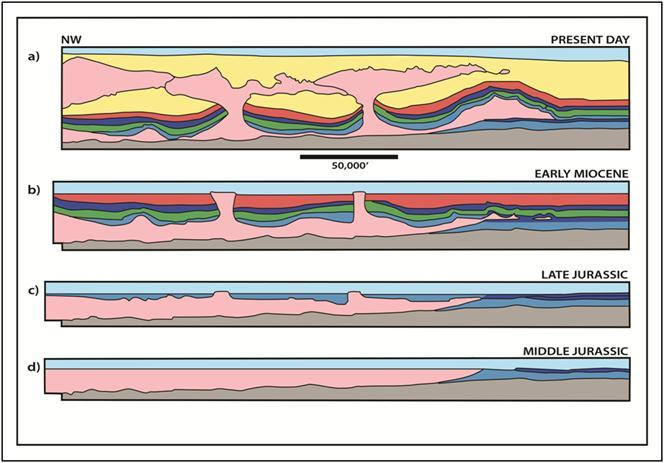 NW PRESENT DAY
a)
50,000’
EARLY MIOCENE
b)
LATE JURASSIC
c)
MIDDLE JURASSIC
d)